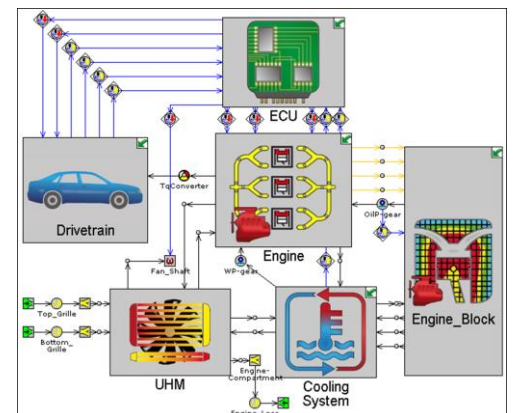 ECU
TqConverter
OilP-gear
Drivetrain
Engine
Fan_Shaft
WP-gear
Top_Grille
Bottom_
Grille
Engine_Block
UHM
Engine-
Compartment
Cooling
System